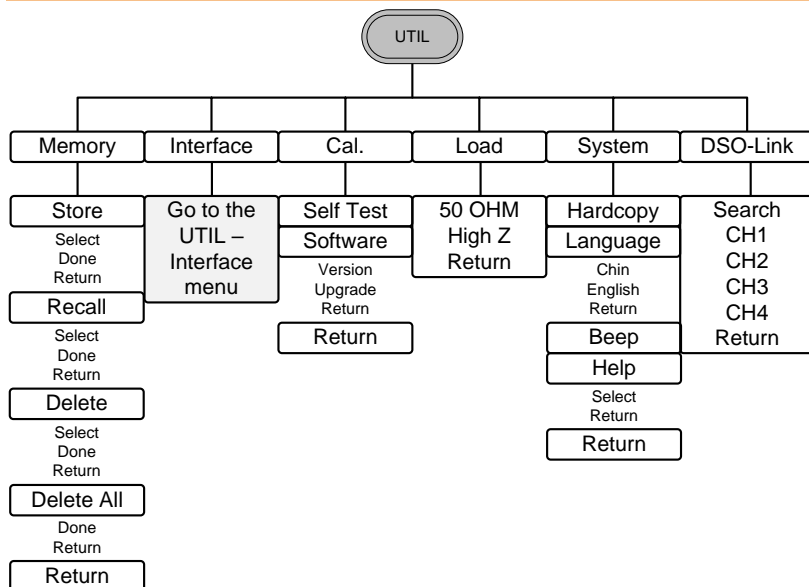 UTIL
Memory
Interface
Cal.
Load
System
DSO-Link
Store
Select
Done
Return
Recall
Select
Done
Return
Delete
Select
Done
Return
Delete All
Done
Return
Return
Go to the
UTIL –
Interface
menu
Self Test
Software
Version
Upgrade
Return
Return
50 OHM
High Z
Return
Hardcopy
Language
Chin
English
Return
Beep
Help
Select
Return
Return
Search
CH1
CH2
CH3
CH4
Return